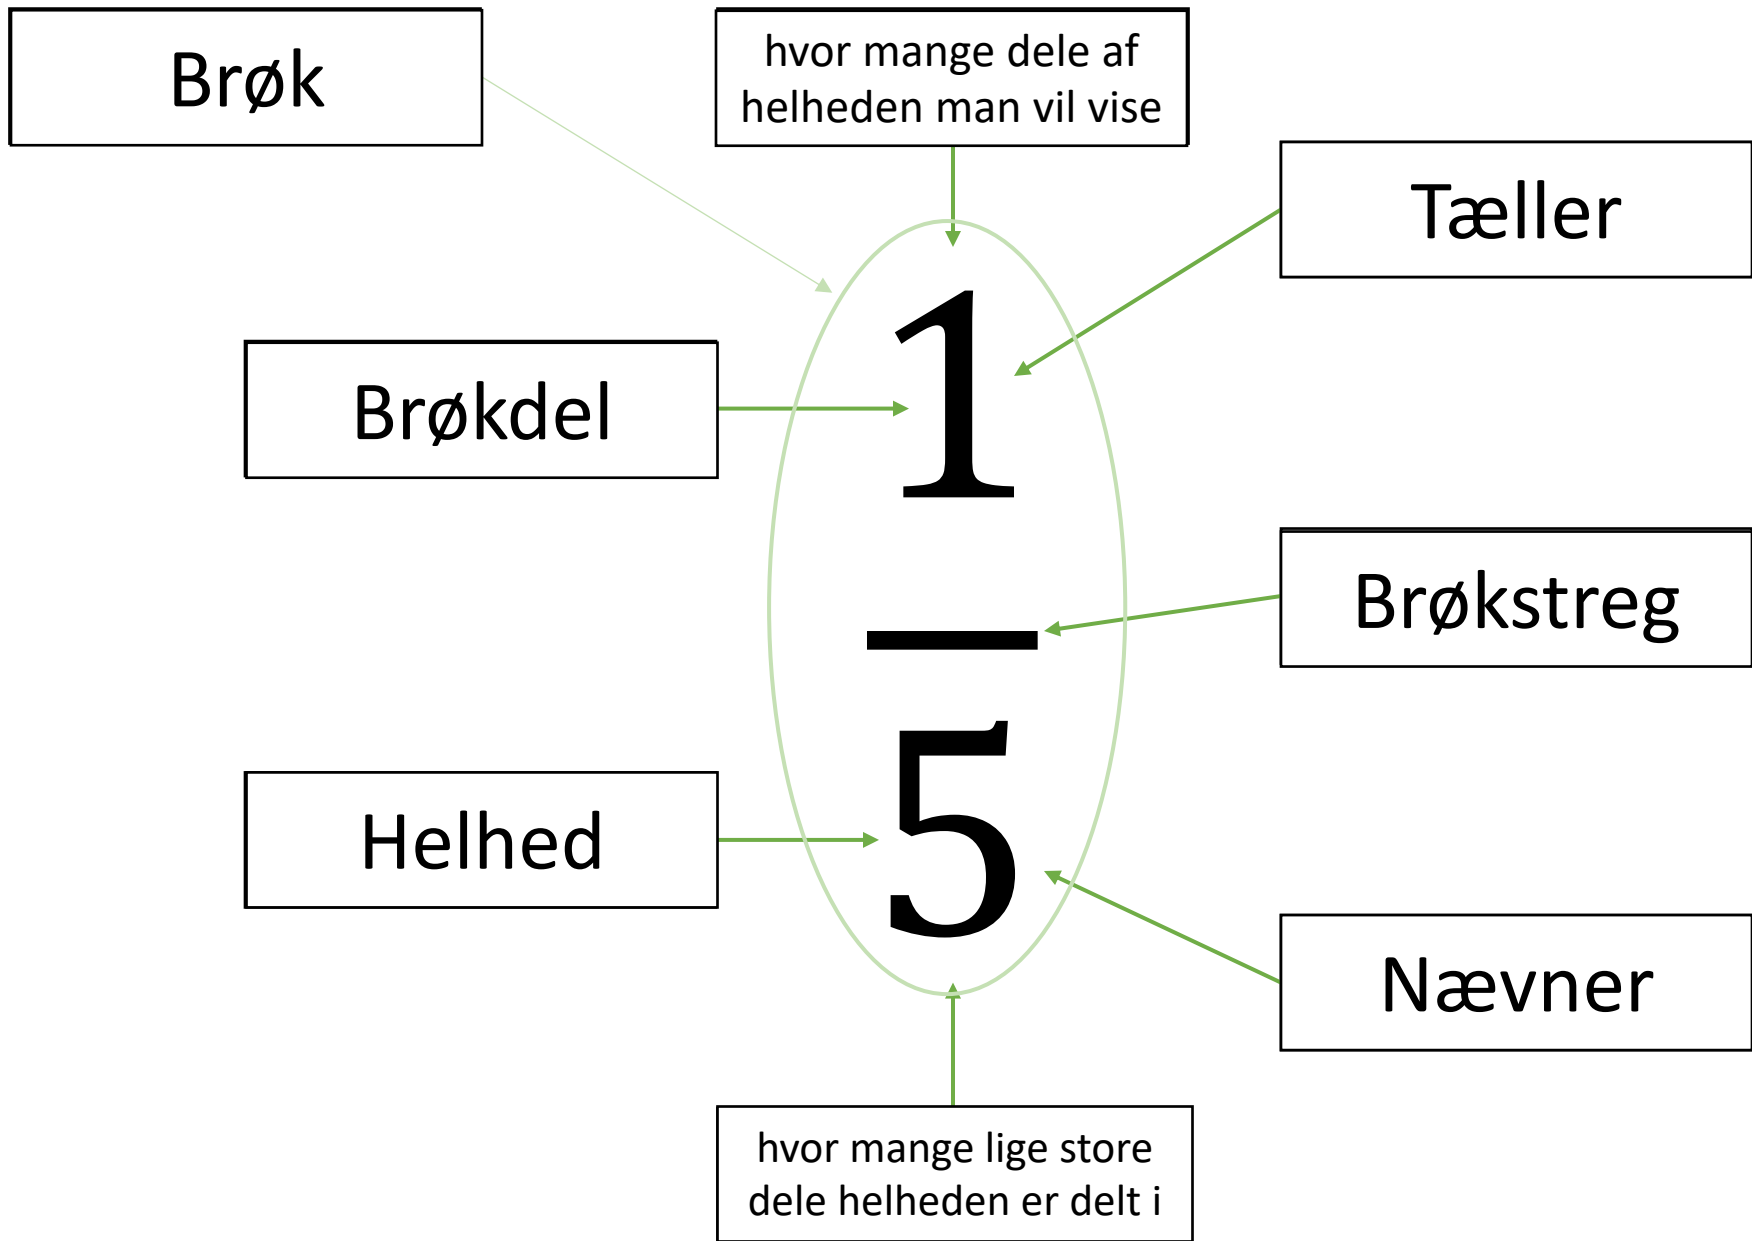 Brøk
hvor mange dele af
helheden man vil vise
Tæller
1
Brøkdel
Brøkstreg
5
Helhed
Nævner
hvor mange lige store
dele helheden er delt i